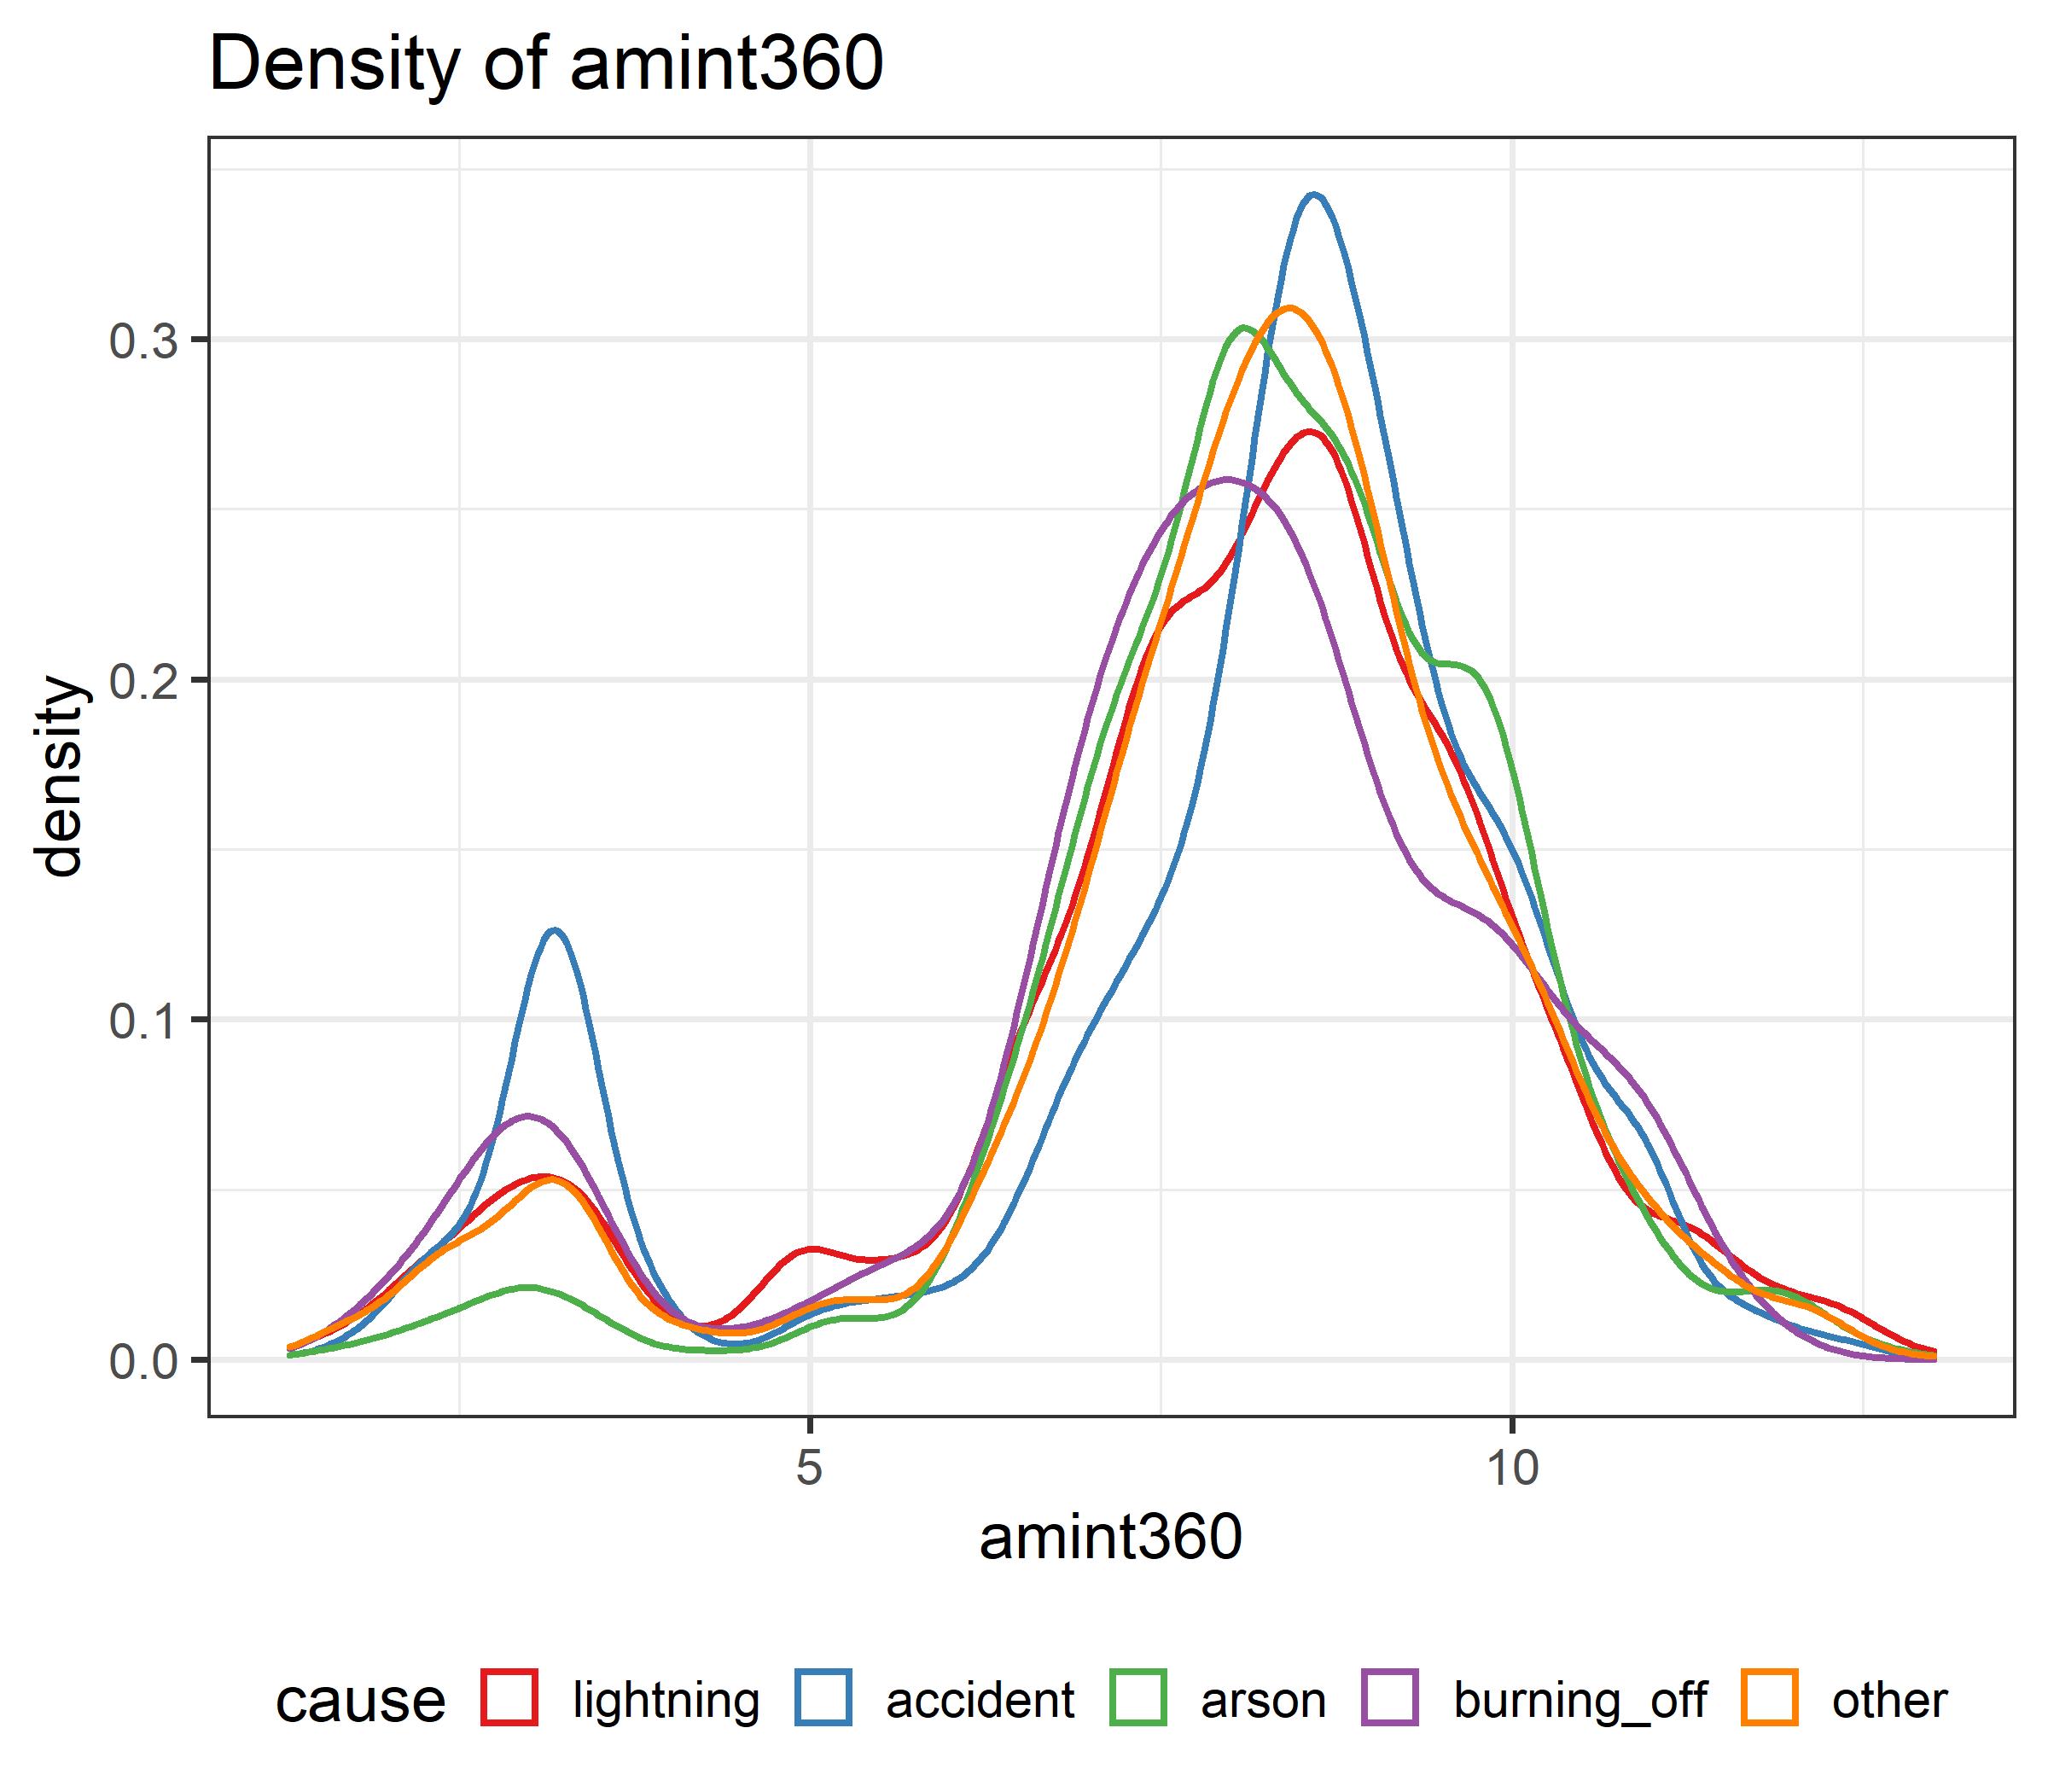 Density of amint360
density
0.3
0.2
0.1
0.0
5 10
amint360
cause lightning accident arson burning_off other